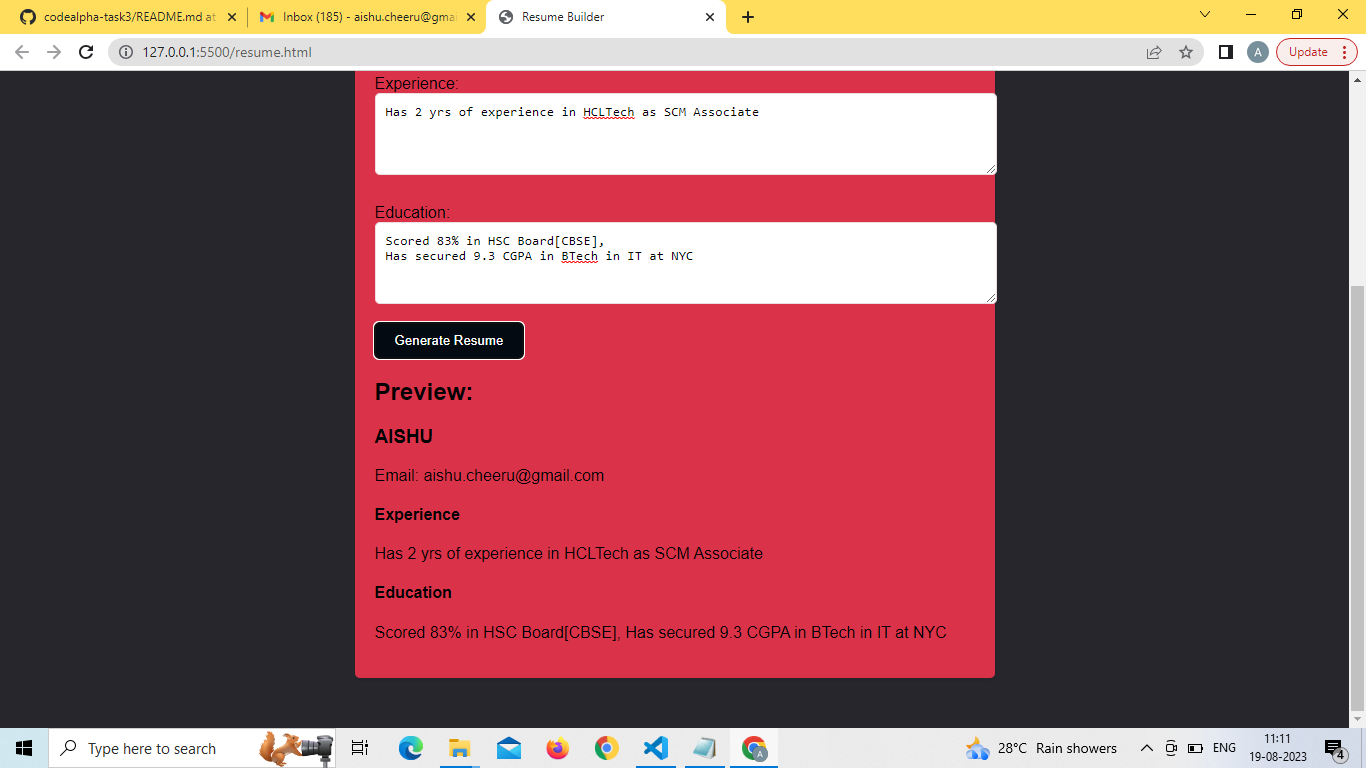 codealpha-task3/README.md at
Inbox (185) - aishu.cheeru@gmai
Resume Builder
127.0.0.1:5500/resume.html
A
Update
Experience:
Has 2 yrs of experience in HCLTech as SCM Associate
Education:
Scored 83% in HSC Board[CBSE],
Has secured 9.3 CGPA in BTech in IT at NYC
Generate Resume
Preview:
AISHU
Email: aishu.cheeru@gmail.com
Experience
Has 2 yrs of experience in HCLTech as SCM Associate
Education
Scored 83% in HSC Board[CBSE], Has secured 9.3 CGPA in BTech in IT at NYC
Type here to search
A
28°C Rain showers
ENG
11:11
19-08-2023
4